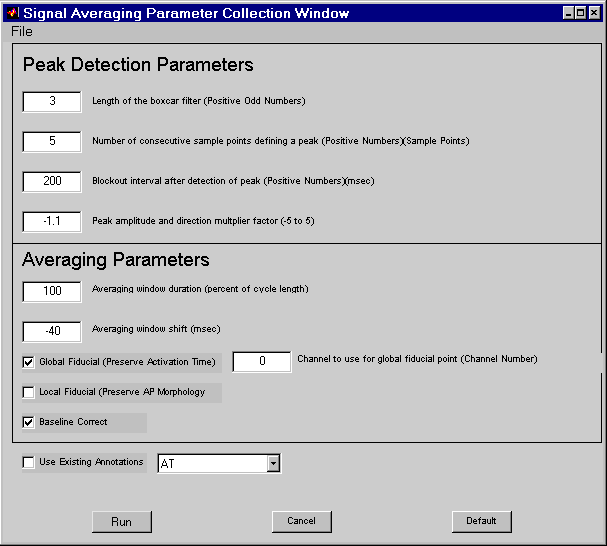 Signal Averaging Parameter Collection Window
File
Peak Detection Parameters
3 Length of the boxcar filter (Positive Odd Numbers)
5 Number of consecutive sample points defining a peak (Positive Numbers)(Sample Points)
200 Blockout interval after detection of peak (Positive Numbers)(msec)
-1.1 Peak amplitude and direction multplier factor (-5 to 5)
Averaging Parameters
100 Averaging window duration (percent of cycle length)
-40 Averaging window shift (msec)
Global Fiducial (Preserve Activation Time) 0 Channel to use for global fiducial point (Channel Number)
Local Fiducial (Preserve AP Morphology
Baseline Correct
Use Existing Annotations AT
Run Cancel Default